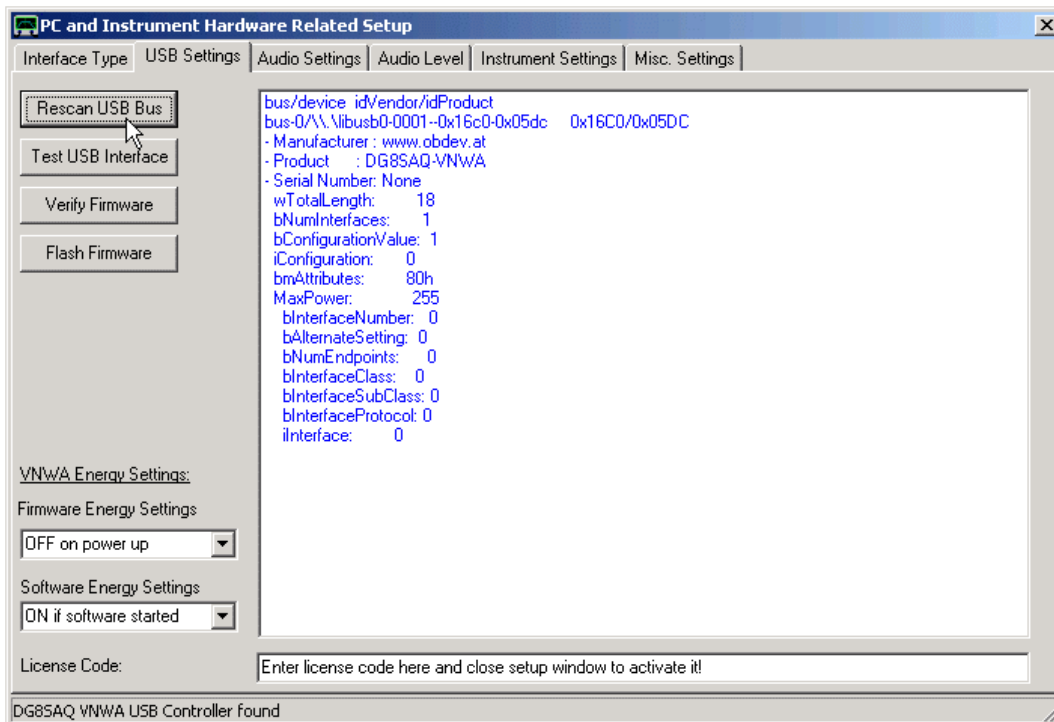 PC and Instrument Hardware Related Setup
Interface Type USB Settings Audio Settings Audio Level Instrument Settings Misc. Settings
Rescan USB Bus
Test USB Interface
Verify Firmware
Flash Firmware
bus/device idVendor/idProduct
bus-0/\\.\libusb0-0001--0x16c0-0x05dc 0x16C0/0x05DC
- Manufacturer : www.obdev.at
- Product : DG8SAQ-VNWA
- Serial Number: None
wTotalLength: 18
bNumInterfaces: 1
bConfigurationValue: 1
iConfiguration: 0
bmAttributes: 80h
MaxPower: 255
bInterfaceNumber: 0
bAlternateSetting: 0
bNumEndpoints: 0
bInterfaceClass: 0
bInterfaceSubClass: 0
bInterfaceProtocol: 0
iInterface: 0
VNWA Energy Settings:
Firmware Energy Settings
OFF on power up
Software Energy Settings
ON if software started
License Code:
Enter license code here and close setup window to activate it!
DG8SAQ VNWA USB Controller found